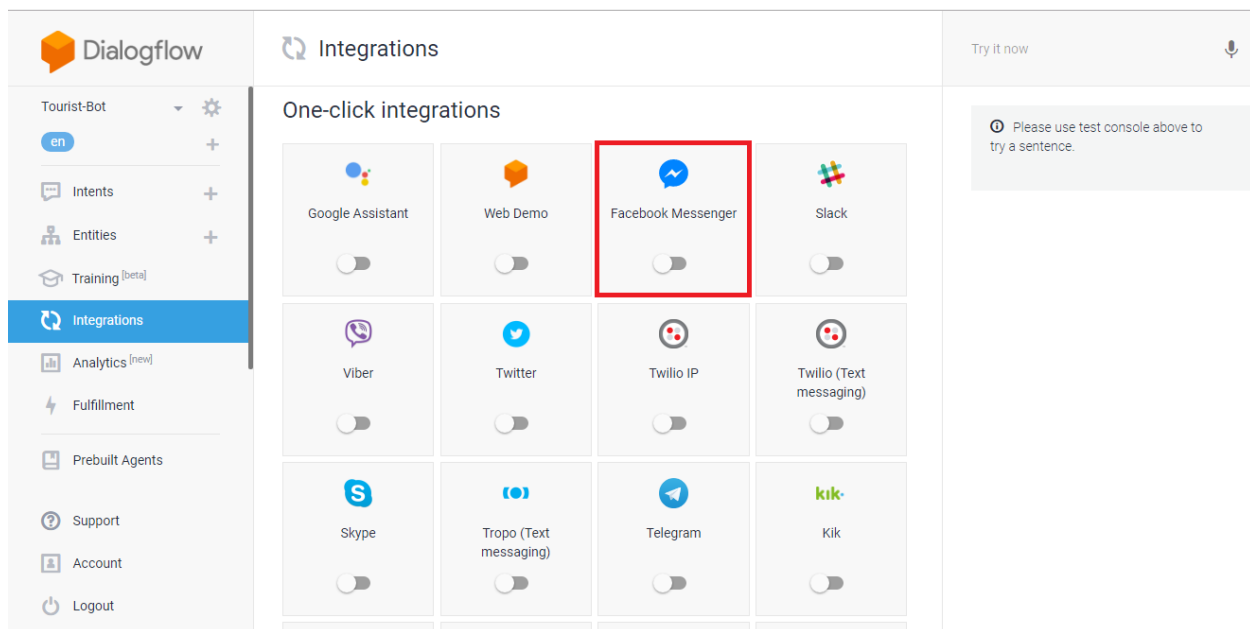 Dialogflow
Tourist-Bot
en
Intents
Entities
Training [beta]
Integrations
Analytics [new]
Fulfillment
Prebuilt Agents
Support
Account
Logout
Integrations
One-click integrations
Google Assistant
Web Demo
Facebook Messenger
Slack
Viber
Twitter
Twilio IP
Twilio (Text
messaging)
Skype
Tropo (Text
messaging)
Telegram
kik
Kik
Try it now
Please use test console above to
try a sentence.